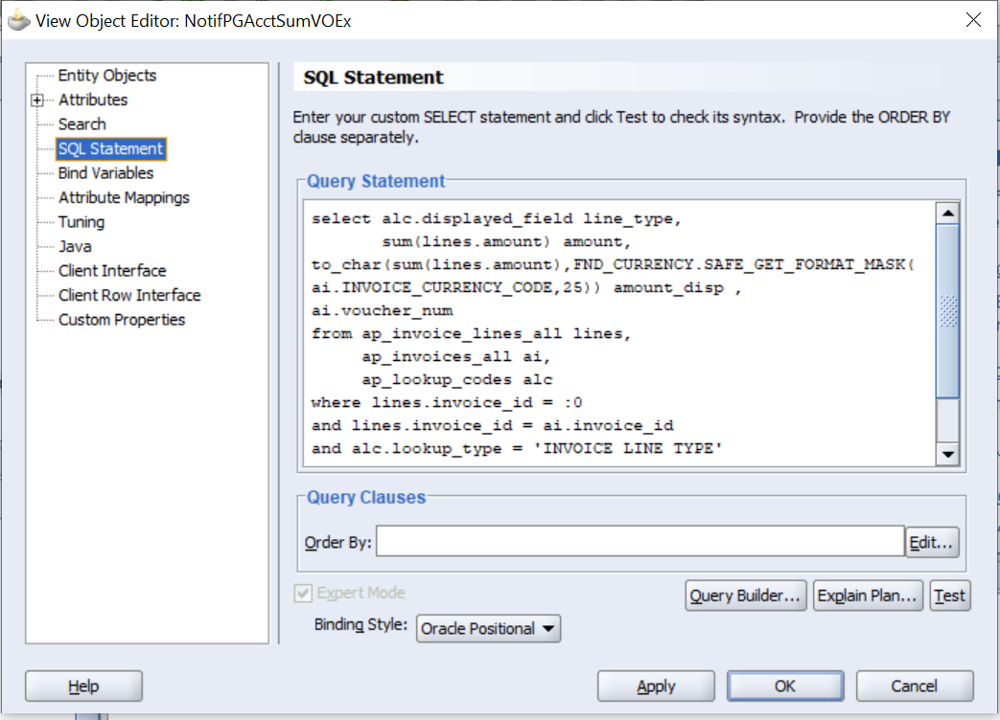 View Object Editor: NotifPGAcctSumVOEx
Entity Objects
Attributes
Search
SQL Statement
Bind Variables
Attribute Mappings
Tuning
Java
Client Interface
Client Row Interface
Custom Properties
SQL Statement
Enter your custom SELECT statement and click Test to check its syntax.  Provide the ORDER BY
clause separately.
Query Statement
select alc.displayed_field line_type,
       sum(lines.amount) amount,
to_char(sum(lines.amount),FND_CURRENCY.SAFE_GET_FORMAT_MASK(
ai.INVOICE_CURRENCY_CODE,25)) amount_disp ,
ai.voucher_num
from ap_invoice_lines_all lines,
     ap_invoices_all ai,
     ap_lookup_codes alc
where lines.invoice_id = :0
and lines.invoice_id = ai.invoice_id
and alc.lookup_type = 'INVOICE LINE TYPE'
Query Clauses
Order By:
Edit...
Expert Mode
Query Builder...
Explain Plan...
Test
Binding Style:
Oracle Positional
Help
Apply
OK
Cancel